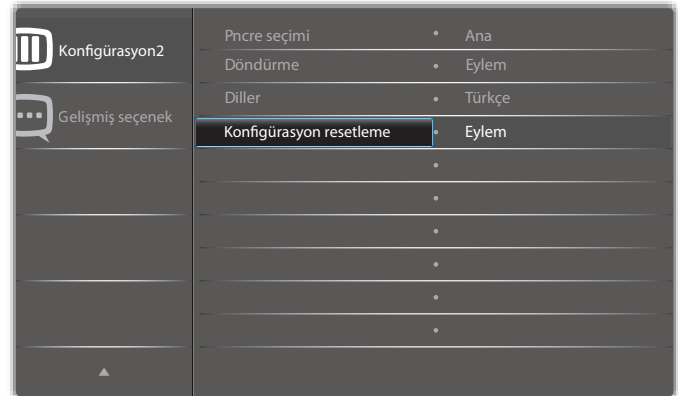 Konfigürasyon2
Gelişmiş seçenek
Pncre seçimi • Ana
Döndürme • Eylem
Diller • Türkçe
Konfigürasyon resetleme • Eylem